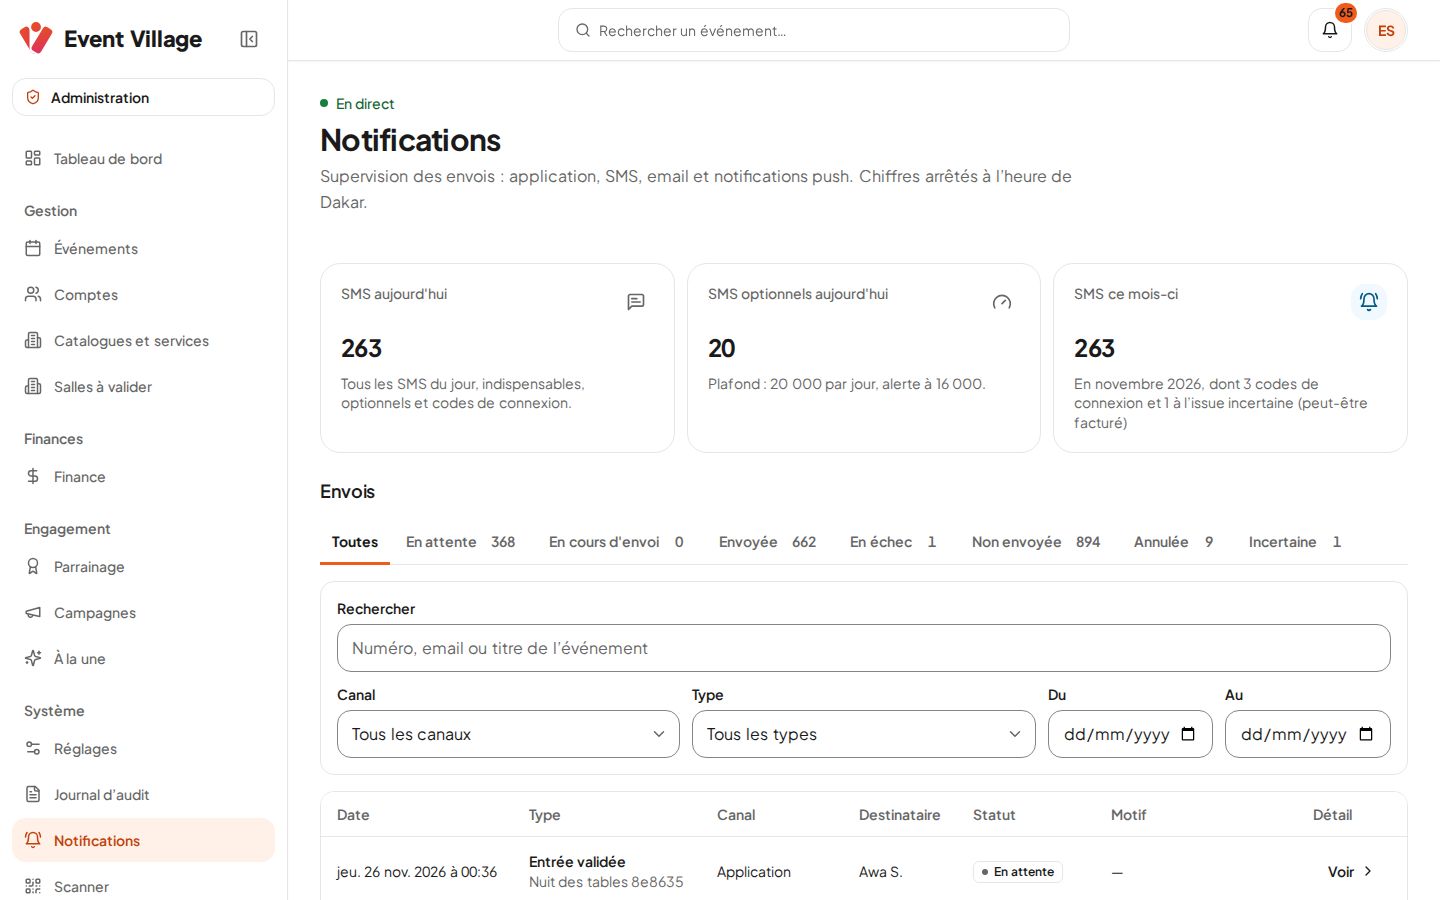 Event Village
Rechercher un événement...
65
ES
Administration
Tableau de bord
Gestion
Événements
Comptes
Catalogues et services
Salles à valider
Finances
Finance
Engagement
Parrainage
Campagnes
À la une
Système
Réglages
Journal d’audit
Notifications
Scanner
En direct
Notifications
Supervision des envois : application, SMS, email et notifications push. Chiffres arrêtés à l’heure de
Dakar.
SMS aujourd'hui
263
Tous les SMS du jour, indispensables,
optionnels et codes de connexion.
SMS optionnels aujourd'hui
20
Plafond : 20 000 par jour, alerte à 16 000.
SMS ce mois-ci
263
En novembre 2026, dont 3 codes de
connexion et 1 à l’issue incertaine (peut-être
facturé)
Envois
Toutes En attente 368 En cours d'envoi 0 Envoyée 662 En échec 1 Non envoyée 894 Annulée 9 Incertaine 1
Rechercher
Numéro, email ou titre de l’événement
Canal Type Du Au
Tous les canaux Tous les types dd/mm/yyyy dd/mm/yyyy
Date Type Canal Destinataire Statut Motif Détail
jeu. 26 nov. 2026 à 00:36 Entrée validée Application Awa S. En attente — Voir
Nuit des tables 8e8635